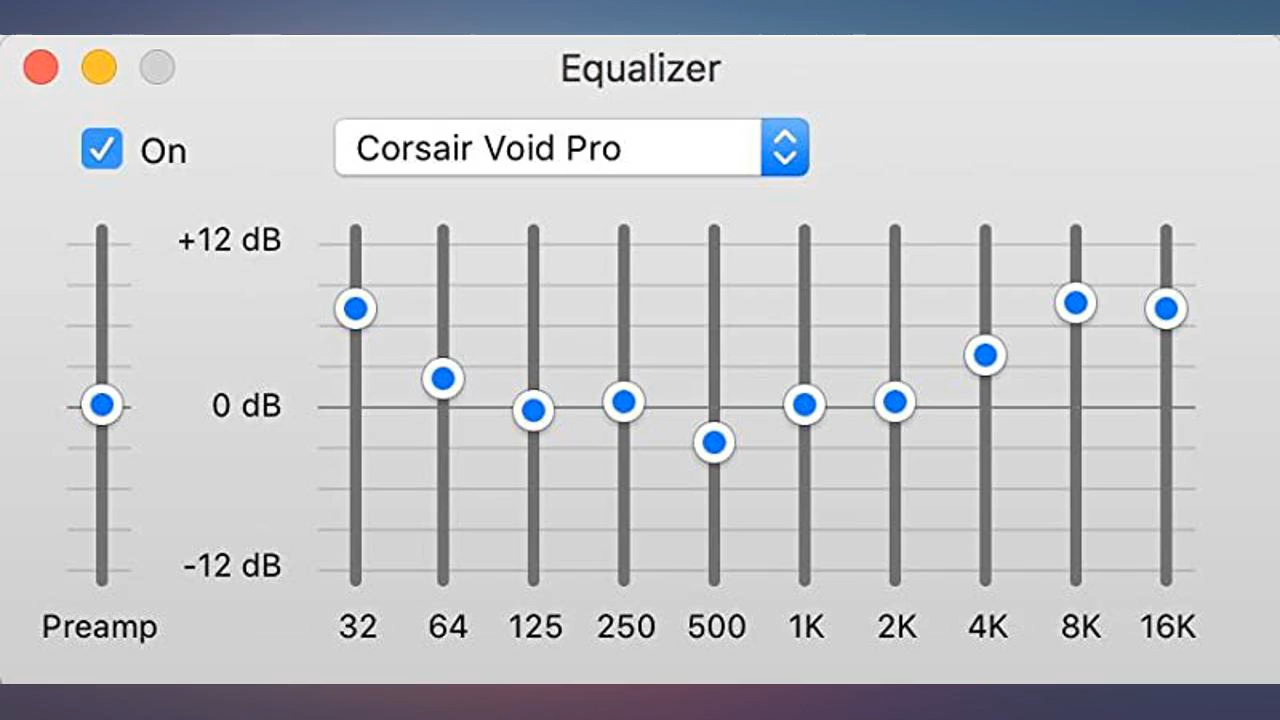 Equalizer
On
Corsair Void Pro
+12 dB
0 dB
-12 dB
Preamp
32 64 125 250 500 1K 2K 4K 8K 16K